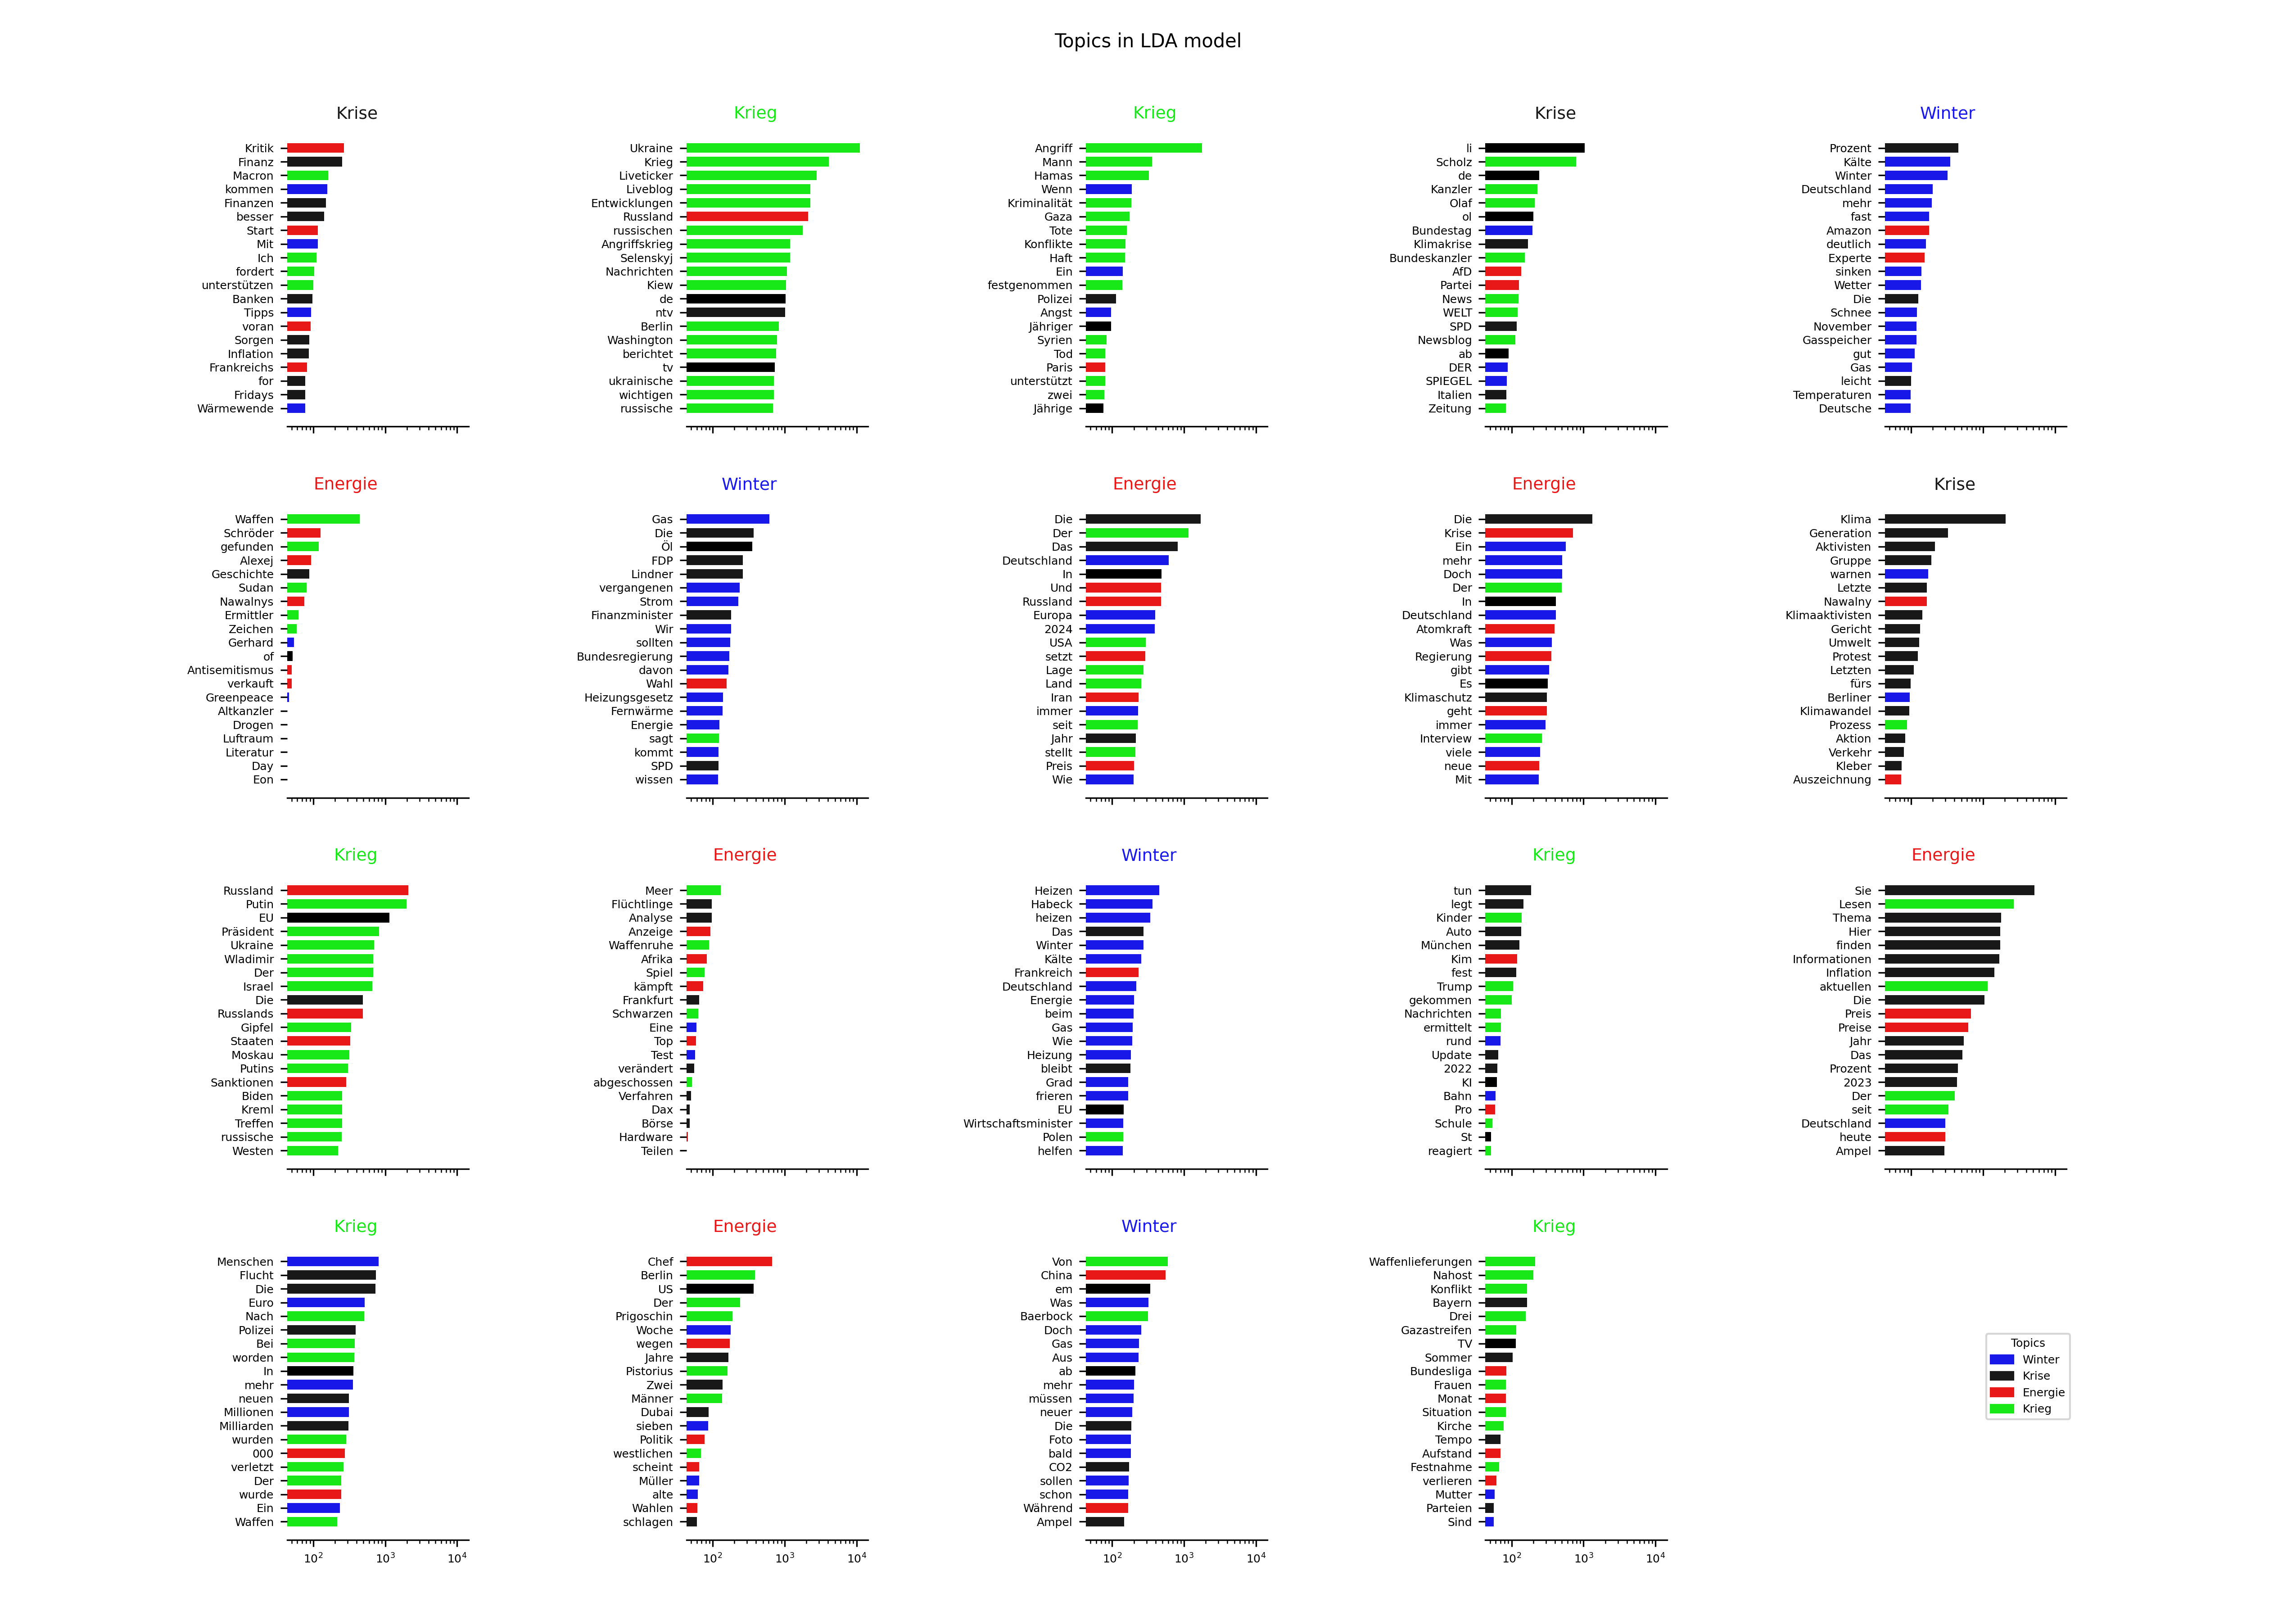 Topics in LDA model
Krise
Kritik
Finanz
Macron
kommen
Finanzen
besser
Start
Mit
Ich
fordert
unterstützen
Banken
Tipps
voran
Sorgen
Inflation
Frankreichs
for
Fridays
Wärmewende
Krieg
Ukraine
Krieg
Liveticker
Liveblog
Entwicklungen
Russland
russischen
Angriffskrieg
Selenskyj
Nachrichten
Kiew
de
ntv
Berlin
Washington
berichtet
tv
ukrainische
wichtigen
russische
Krieg
Angriff
Mann
Hamas
Wenn
Kriminalität
Gaza
Tote
Konflikte
Haft
Ein
festgenommen
Polizei
Angst
Jähriger
Syrien
Tod
Paris
unterstützt
zwei
Jährige
Krise
li
Scholz
de
Kanzler
Olaf
ol
Bundestag
Klimakrise
Bundeskanzler
AfD
Partei
News
WELT
SPD
Newsblog
ab
DER
SPIEGEL
Italien
Zeitung
Winter
Prozent
Kälte
Winter
Deutschland
mehr
fast
Amazon
deutlich
Experte
sinken
Wetter
Die
Schnee
November
Gasspeicher
gut
Gas
leicht
Temperaturen
Deutsche
Energie
Waffen
Schröder
gefunden
Alexej
Geschichte
Sudan
Nawalnys
Ermittler
Zeichen
Gerhard
of
Antisemitismus
verkauft
Greenpeace
Altkanzler
Drogen
Luftraum
Literatur
Day
Eon
Winter
Gas
Die
Öl
FDP
Lindner
vergangenen
Strom
Finanzminister
Wir
sollten
Bundesregierung
davon
Wahl
Heizungsgesetz
Fernwärme
Energie
sagt
kommt
SPD
wissen
Energie
Die
Der
Das
Deutschland
In
Und
Russland
Europa
2024
USA
setzt
Lage
Land
Iran
immer
seit
Jahr
stellt
Preis
Wie
Energie
Die
Krise
Ein
mehr
Doch
Der
In
Deutschland
Atomkraft
Was
Regierung
gibt
Es
Klimaschutz
geht
immer
Interview
viele
neue
Mit
Krise
Klima
Generation
Aktivisten
Gruppe
warnen
Letzte
Nawalny
Klimaaktivisten
Gericht
Umwelt
Protest
Letzten
fürs
Berliner
Klimawandel
Prozess
Aktion
Verkehr
Kleber
Auszeichnung
Krieg
Russland
Putin
EU
Präsident
Ukraine
Wladimir
Der
Israel
Die
Russlands
Gipfel
Staaten
Moskau
Putins
Sanktionen
Biden
Kreml
Treffen
russische
Westen
Energie
Meer
Flüchtlinge
Analyse
Anzeige
Waffenruhe
Afrika
Spiel
kämpft
Frankfurt
Schwarzen
Eine
Top
Test
verändert
abgeschossen
Verfahren
Dax
Börse
Hardware
Teilen
Winter
Heizen
Habeck
heizen
Das
Winter
Kälte
Frankreich
Deutschland
Energie
beim
Gas
Wie
Heizung
bleibt
Grad
frieren
EU
Wirtschaftsminister
Polen
helfen
Krieg
tun
legt
Kinder
Auto
München
Kim
fest
Trump
gekommen
Nachrichten
ermittelt
rund
Update
2022
KI
Bahn
Pro
Schule
St
reagiert
Energie
Sie
Lesen
Thema
Hier
finden
Informationen
Inflation
aktuellen
Die
Preis
Preise
Jahr
Das
Prozent
2023
Der
seit
Deutschland
heute
Ampel
Krieg
Menschen
Flucht
Die
Euro
Nach
Polizei
Bei
worden
In
mehr
neuen
Millionen
Milliarden
wurden
000
verletzt
Der
wurde
Ein
Waffen
10² 10³ 10⁴
Energie
Chef
Berlin
US
Der
Prigoschin
Woche
wegen
Jahre
Pistorius
Zwei
Männer
Dubai
sieben
Politik
westlichen
scheint
Müller
alte
Wahlen
schlagen
10² 10³ 10⁴
Winter
Von
China
em
Was
Baerbock
Doch
Gas
Aus
ab
mehr
müssen
neuer
Die
Foto
bald
CO2
sollen
schon
Während
Ampel
10² 10³ 10⁴
Krieg
Waffenlieferungen
Nahost
Konflikt
Bayern
Drei
Gazastreifen
TV
Sommer
Bundesliga
Frauen
Monat
Situation
Kirche
Tempo
Aufstand
Festnahme
verlieren
Mutter
Parteien
Sind
10² 10³ 10⁴
Topics
Winter
Krise
Energie
Krieg